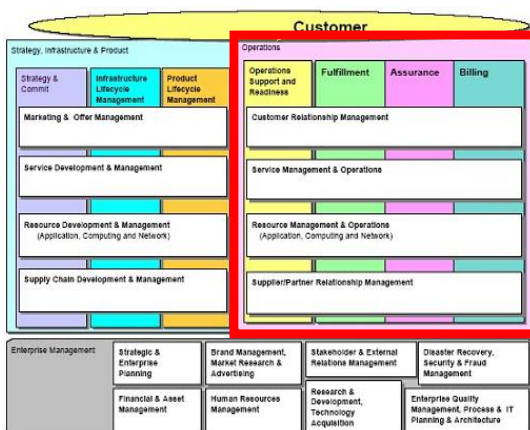 Customer
Strategy, Infrastructure & Product
Strategy &
Commit
Infrastructure
Lifecycle
Management
Product
Lifecycle
Management
Marketing & Offer Management
Service Development & Management
Resource Development & Management
(Application, Computing and Network)
Supply Chain Development & Management
Operations
Operations
Support and
Readiness
Fulfillment
Assurance
Billing
Customer Relationship Management
Service Management & Operations
Resource Management & Operations
(Application, Computing and Network)
Supplier/Partner Relationship Management
Enterprise Management
Strategic &
Enterprise
Planning
Brand Management,
Market Research &
Advertising
Stakeholder & External
Relations Management
Disaster Recovery,
Security & Fraud
Management
Financial & Asset
Management
Human Resources
Management
Research &
Development,
Technology
Acquisition
Enterprise Quality
Management, Process & IT
Planning & Architecture